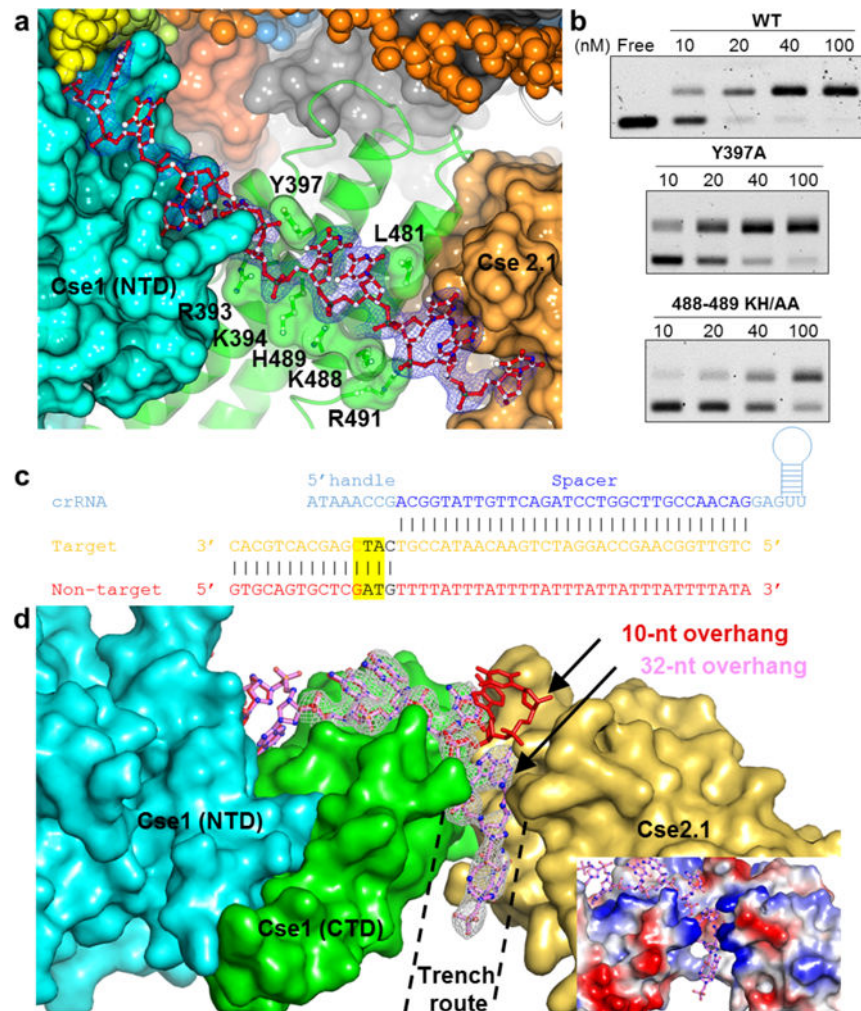 a
Y397
L481
Cse1 (NTD)
Cse 2.1
R393
K394
H489
K488
R491
b
WT
(nM) Free 10 20 40 100
Y397A
10 20 40 100
488-489 KH/AA
10 20 40 100
c
5’handle Spacer
crRNA ATAAACCGACGGTATTGTTCAGATCCTGGCTTGCCAACAGGAGUU
Target 3’ CACGTCACGAGCTACTGCCATAACAAGTCTAGGACCGAACGGTTGTC 5’
Non-target 5’ GTGCAGTGCTCGATGTTTTATTTATTTTATTTATTTATTTTATA 3’
d
10-nt overhang
32-nt overhang
Cse1 (NTD)
Cse2.1
Cse1 (CTD)
Trench
route